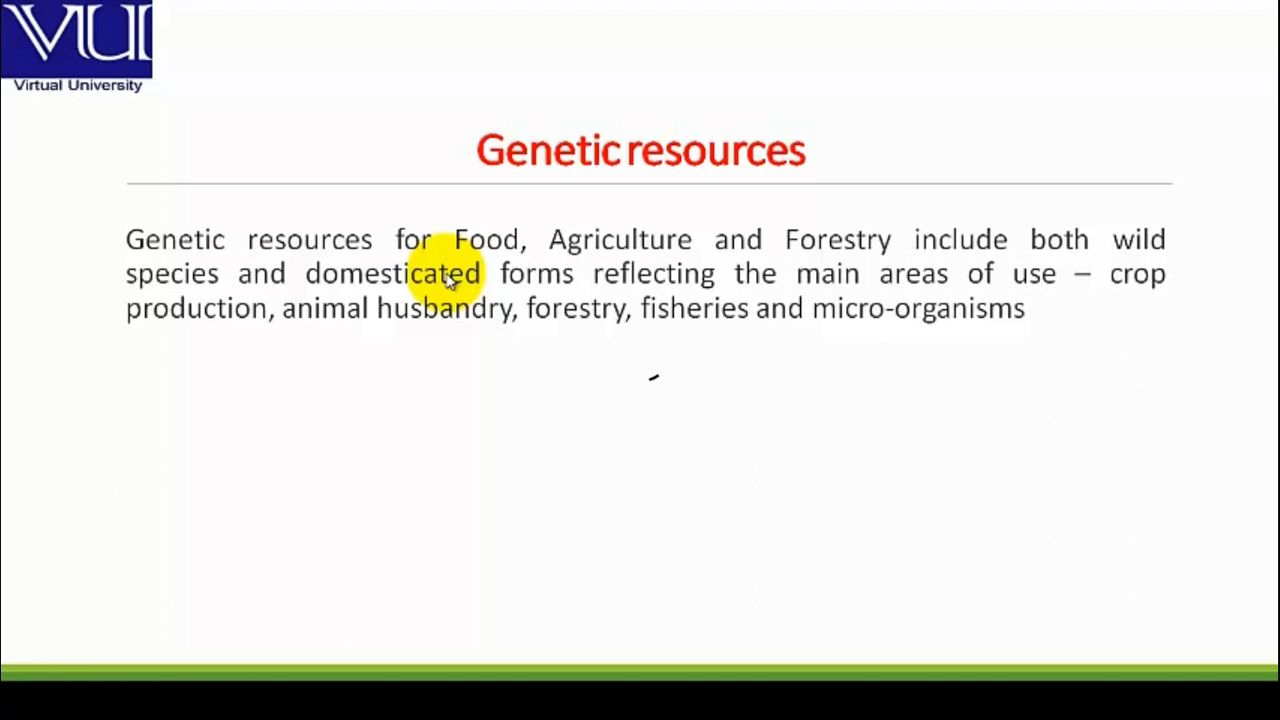 VU
Virtual University
Genetic resources
Genetic resources for Food, Agriculture and Forestry include both wild
species and domesticated forms reflecting the main areas of use – crop
production, animal husbandry, forestry, fisheries and micro-organisms